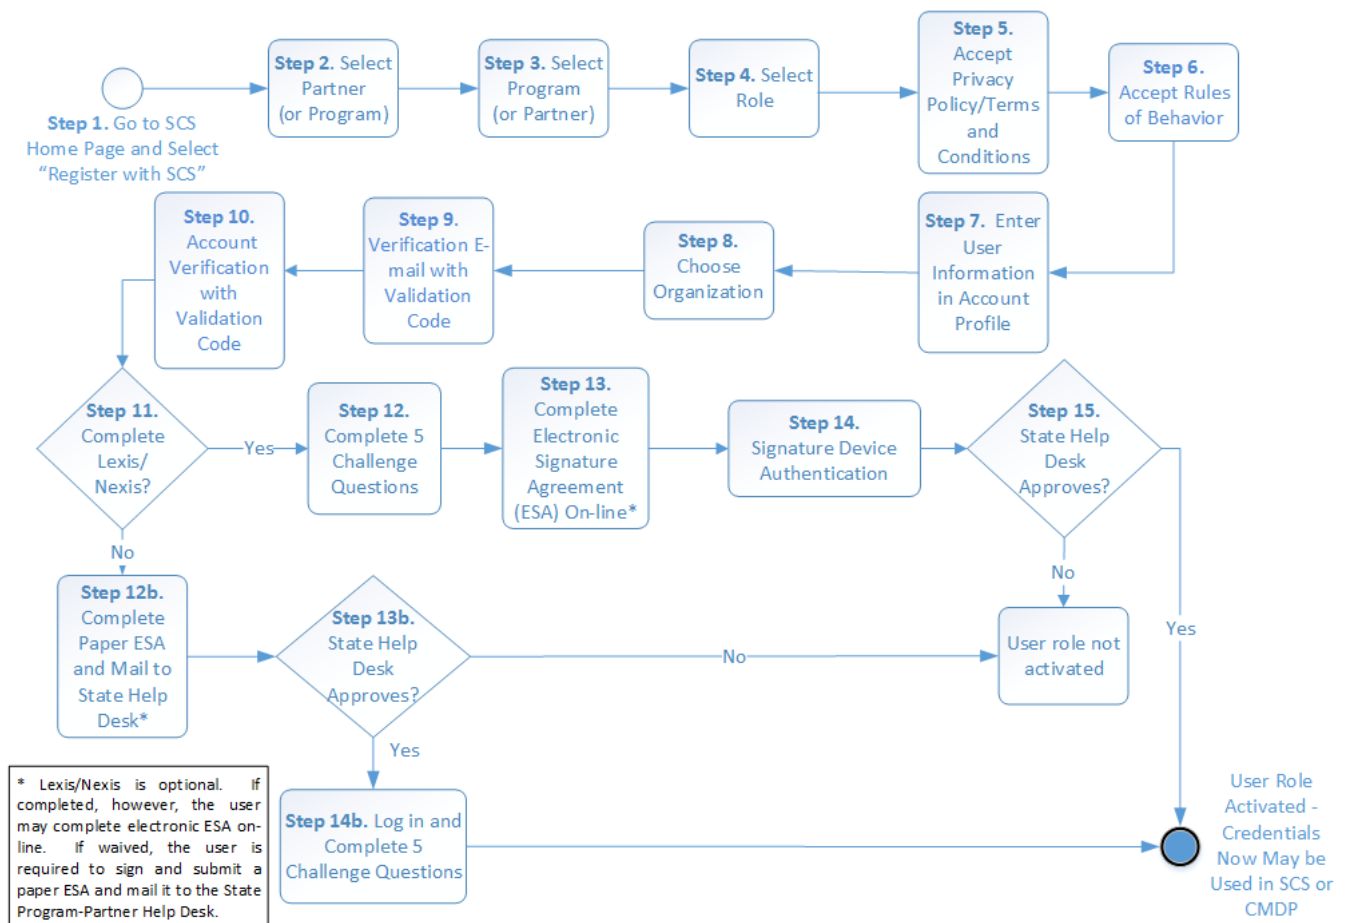 Step 1. Go to SCS
Home Page and Select
“Register with SCS”
Step 2. Select
Partner
(or Program)
Step 3. Select
Program
(or Partner)
Step 4. Select
Role
Step 5.
Accept
Privacy
Policy/Terms
and
Conditions
Step 6.
Accept Rules
of Behavior
Step 7. Enter
User
Information
in Account
Profile
Step 8.
Choose
Organization
Step 9.
Verification E-
mail with
Validation
Code
Step 10.
Account
Verification
with
Validation
Code
Step 11.
Complete
Lexis/
Nexis?
Yes
Step 12.
Complete 5
Challenge
Questions
Step 13.
Complete
Electronic
Signature
Agreement
(ESA) On-line*
Step 14.
Signature Device
Authentication
Step 15.
State Help
Desk
Approves?
No
User role not
activated
Yes
No
Step 12b.
Complete
Paper ESA
and Mail to
State Help
Desk*
Step 13b.
State Help
Desk
Approves?
No
Yes
Step 14b. Log in and
Complete 5
Challenge Questions
User Role
Activated -
Credentials
Now May be
Used in SCS or
CMDP
* Lexis/Nexis is optional. If
completed, however, the user
may complete electronic ESA on-
line. If waived, the user is
required to sign and submit a
paper ESA and mail it to the State
Program-Partner Help Desk.